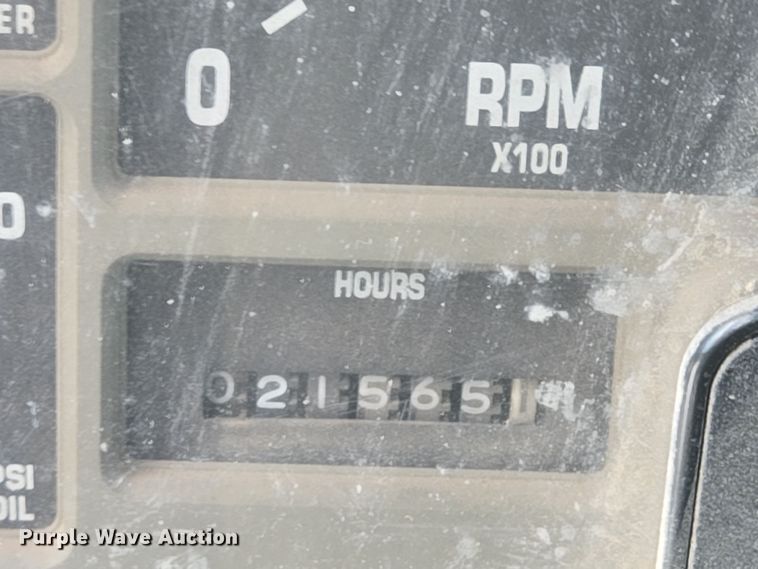 ER
0
RPM
X100
0
HOURS
021565
PSI
OIL
Purple Wave Auction